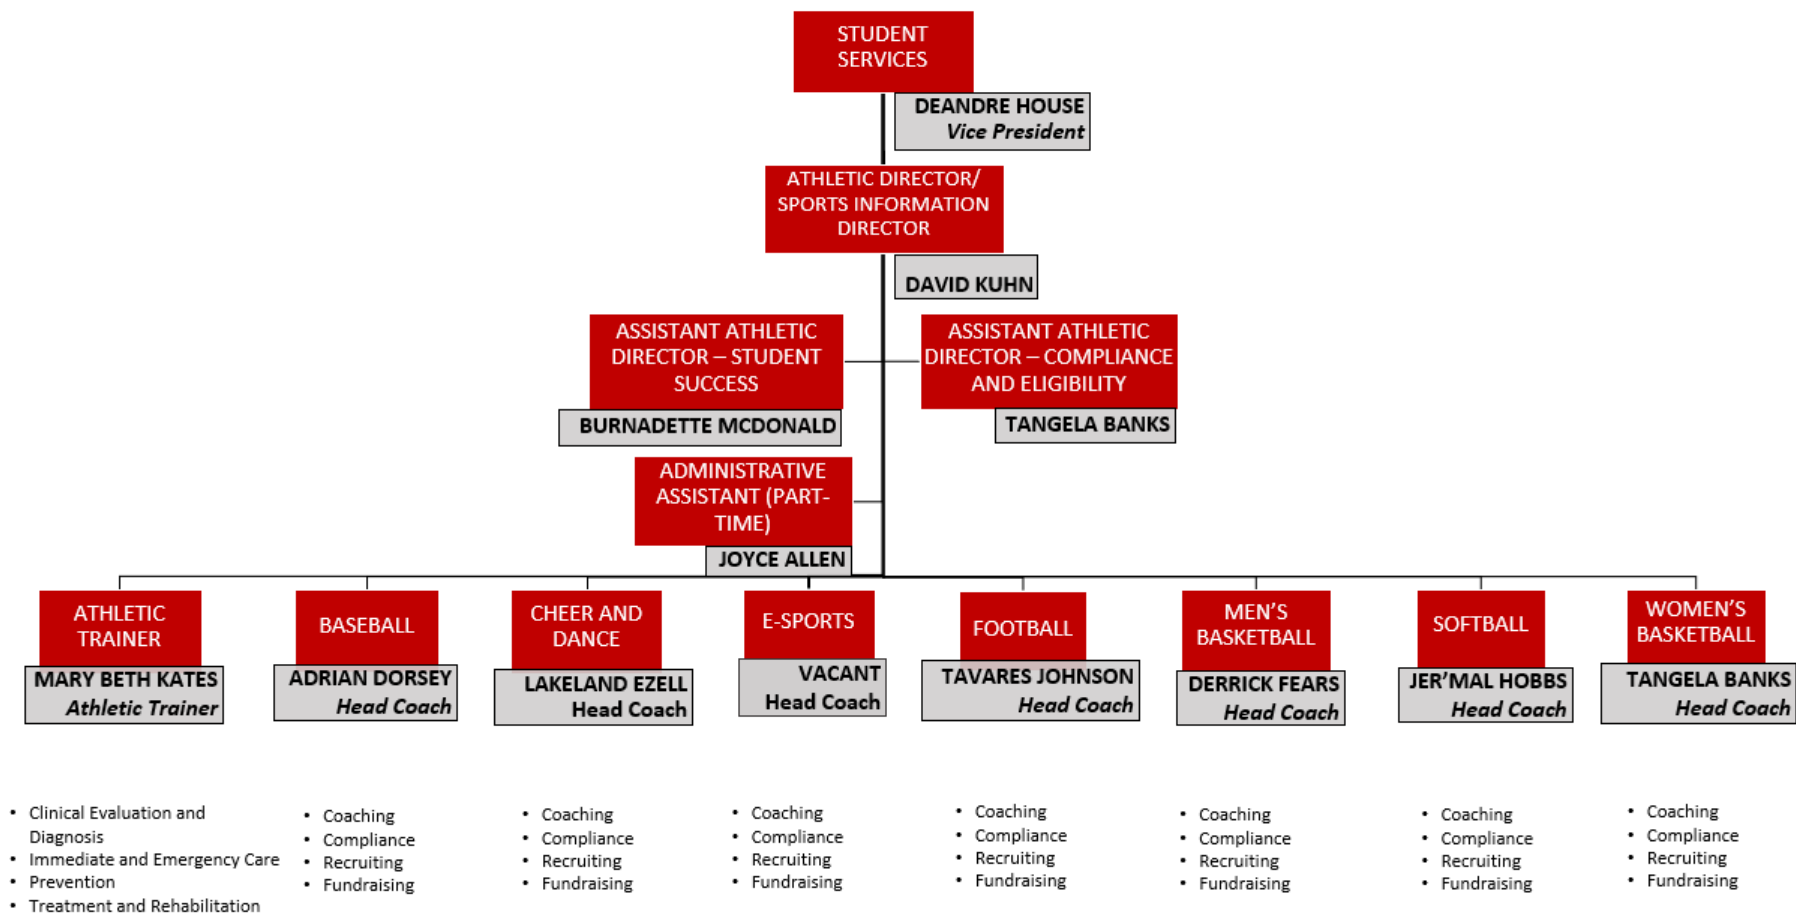 STUDENT
SERVICES
DEANDRE HOUSE
Vice President
ATHLETIC DIRECTOR/
SPORTS INFORMATION
DIRECTOR
DAVID KUHN
ASSISTANT ATHLETIC
DIRECTOR – STUDENT
SUCCESS
BURNADETTE MCDONALD
ASSISTANT ATHLETIC
DIRECTOR – COMPLIANCE
AND ELIGIBILITY
TANGELA BANKS
ADMINISTRATIVE
ASSISTANT (PART-
TIME)
JOYCE ALLEN
ATHLETIC
TRAINER
MARY BETH KATES
Athletic Trainer
• Clinical Evaluation and
Diagnosis
• Immediate and Emergency Care
• Prevention
• Treatment and Rehabilitation
BASEBALL
ADRIAN DORSEY
Head Coach
• Coaching
• Compliance
• Recruiting
• Fundraising
CHEER AND
DANCE
LAKELAND EZELL
Head Coach
• Coaching
• Compliance
• Recruiting
• Fundraising
E-SPORTS
VACANT
Head Coach
• Coaching
• Compliance
• Recruiting
• Fundraising
FOOTBALL
TAVARES JOHNSON
Head Coach
• Coaching
• Compliance
• Recruiting
• Fundraising
MEN’S
BASKETBALL
DERRICK FEARS
Head Coach
• Coaching
• Compliance
• Recruiting
• Fundraising
SOFTBALL
JER’MAL HOBBS
Head Coach
• Coaching
• Compliance
• Recruiting
• Fundraising
WOMEN’S
BASKETBALL
TANGELA BANKS
Head Coach
• Coaching
• Compliance
• Recruiting
• Fundraising